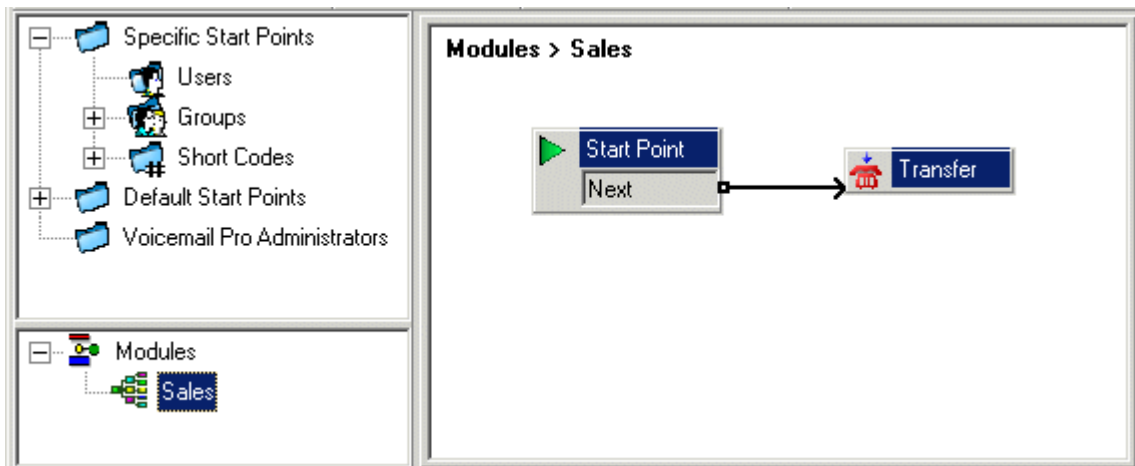 Specific Start Points
Users
Groups
Short Codes
Default Start Points
Voicemail Pro Administrators
Modules
Sales
Modules > Sales
Start Point
Next
Transfer